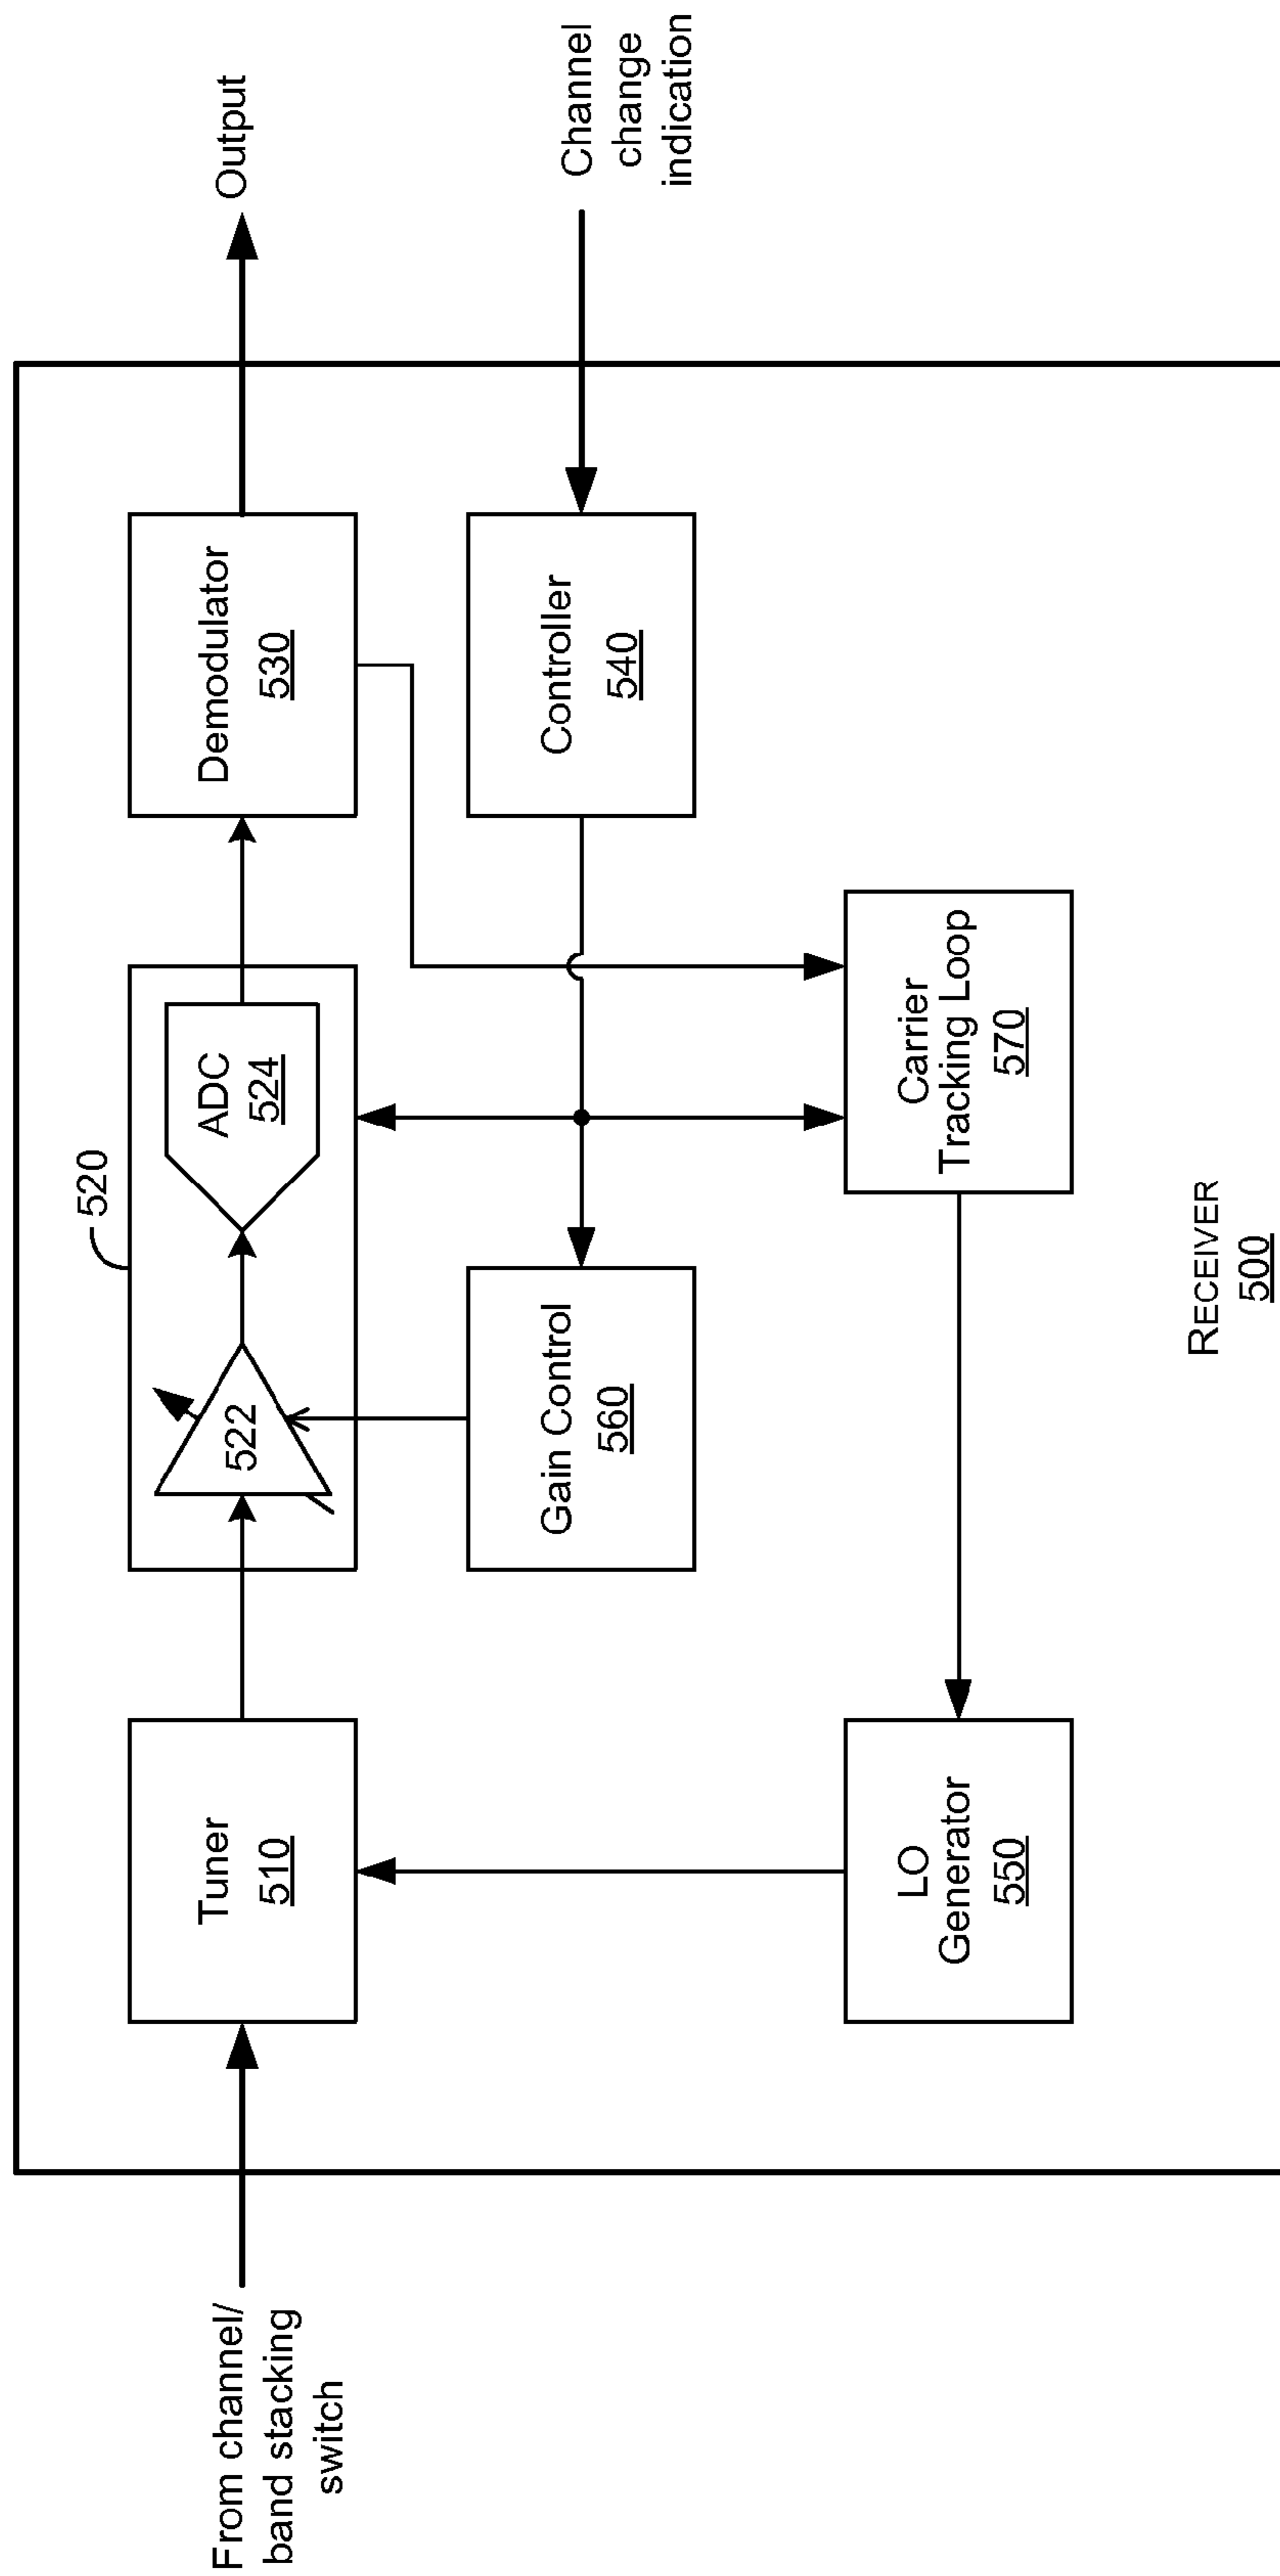 520
From channel/
band stacking
switch
Tuner
510
522
ADC
524
Demodulator
530
Output
Gain Control
560
Controller
540
Channel
change
indication
LO
Generator
550
Carrier
Tracking Loop
570
RECEIVER
500